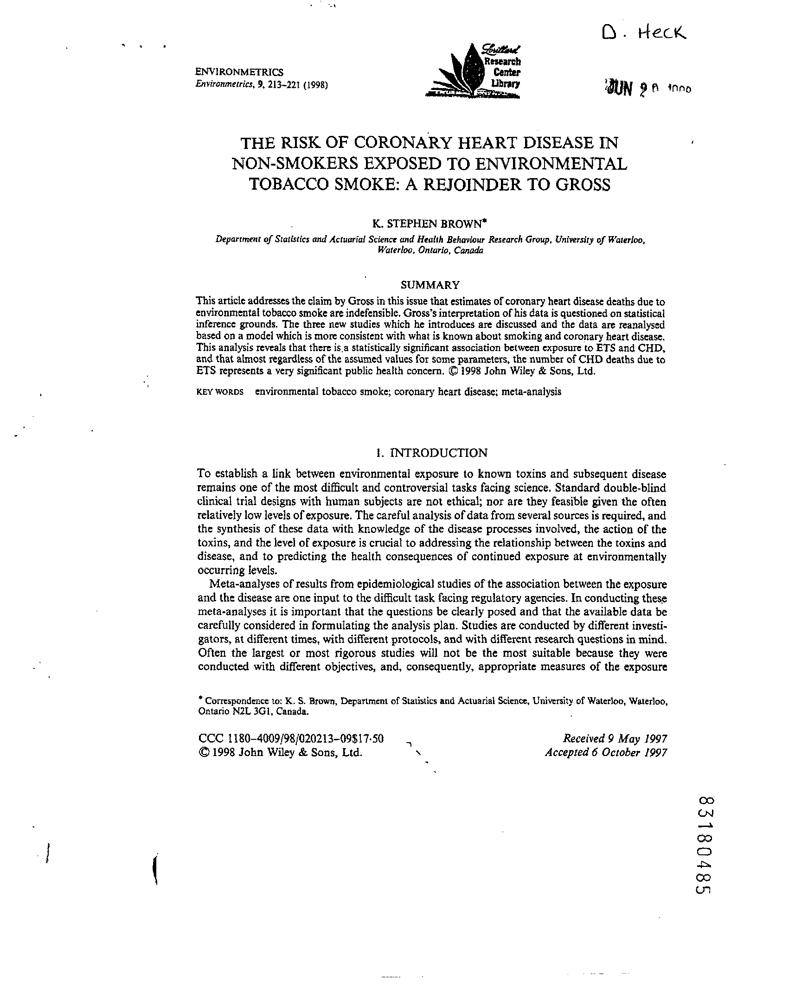 D. Heck
Lorillard
Research
Center
Library
ENVIRONMETRICS
Environmetrics, 9, 213–221 (1998)
JUN 2
THE RISK OF CORONARY HEART DISEASE IN
NON-SMOKERS EXPOSED TO ENVIRONMENTAL
TOBACCO SMOKE: A REJOINDER TO GROSS
K. STEPHEN BROWN*
Department of Statistics and Actuarial Science and Health Behaviour Research Group, University of Waterloo,
Waterloo, Ontario, Canada
SUMMARY
This article addresses the claim by Gross in this issue that estimates of coronary heart disease deaths due to
environmental tobacco smoke are indefensible. Gross's interpretation of his data is questioned on statistical
inference grounds. The three new studies which he introduces are discussed and the data are reanalysed
based on a model which is more consistent with what is known about smoking and coronary heart disease.
This analysis reveals that there is a statistically significant association between exposure to ETS and CHD,
and that almost regardless of the assumed values for some parameters, the number of CHD deaths due to
ETS represents a very significant public health concern. © 1998 John Wiley & Sons, Ltd.
KEY WORDS environmental tobacco smoke; coronary heart disease; meta-analysis
1. INTRODUCTION
To establish a link between environmental exposure to known toxins and subsequent disease
remains one of the most difficult and controversial tasks facing science. Standard double-blind
clinical trial designs with human subjects are not ethical; nor are they feasible given the often
relatively low levels of exposure. The careful analysis of data from several sources is required, and
the synthesis of these data with knowledge of the disease processes involved, the action of the
toxins, and the level of exposure is crucial to addressing the relationship between the toxins and
disease, and to predicting the health consequences of continued exposure at environmentally
occurring levels.
Meta-analyses of results from epidemiological studies of the association between the exposure
and the disease are one input to the difficult task facing regulatory agencies. In conducting these
meta-analyses it is important that the questions be clearly posed and that the available data be
carefully considered in formulating the analysis plan. Studies are conducted by different investi-
gators, at different times, with different protocols, and with different research questions in mind.
Often the largest or most rigorous studies will not be the most suitable because they were
conducted with different objectives, and, consequently, appropriate measures of the exposure
* Correspondence to: K. S. Brown, Department of Statistics and Actuarial Science, University of Waterloo, Waterloo,
Ontario N2L 3G1, Canada.
CCC 1180–4009/98/020213–09$17·50
© 1998 John Wiley & Sons, Ltd.
Received 9 May 1997
Accepted 6 October 1997
83180485